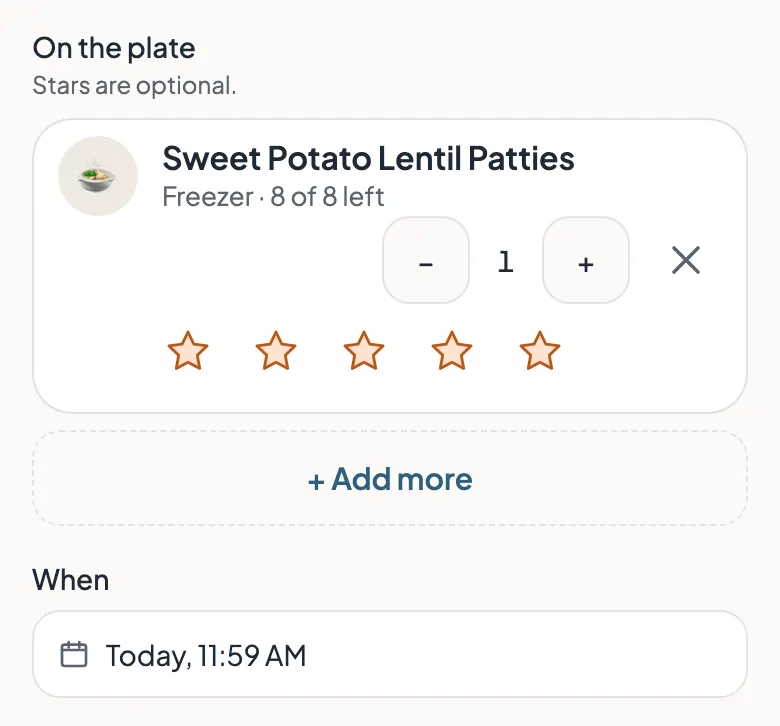 On the plate
Stars are optional.
Sweet Potato Lentil Patties
Freezer · 8 of 8 left
- 1 +
+ Add more
When
Today, 11:59 AM